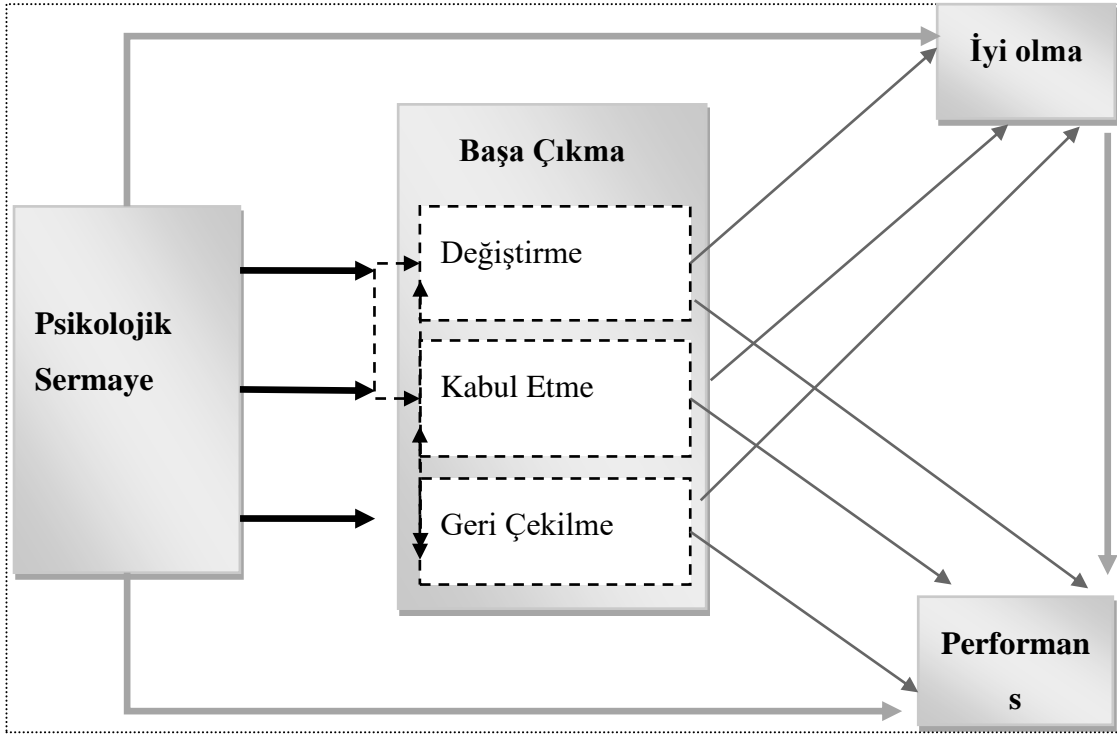 İyi olma
Başa Çıkma
Değiştirme
Psikolojik
Sermaye
Kabul Etme
Geri Çekilme
Performan
s